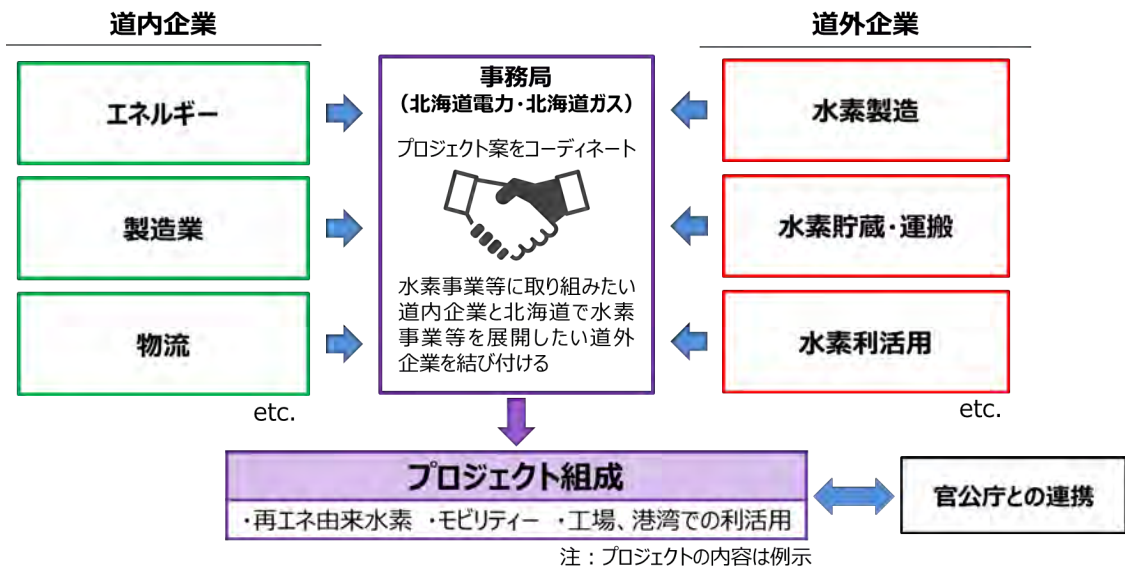 道内企業
エネルギー
製造業
物流
etc.
事務局
（北海道電力・北海道ガス）
プロジェクト案をコーディネート
水素事業等に取り組みたい
道内企業と北海道で水素
事業等を展開したい道外
企業を結び付ける
道外企業
水素製造
水素貯蔵・運搬
水素利活用
etc.
プロジェクト組成
・再エネ由来水素 ・モビリティー ・工場、港湾での利活用
官公庁との連携
注：プロジェクトの内容は例示